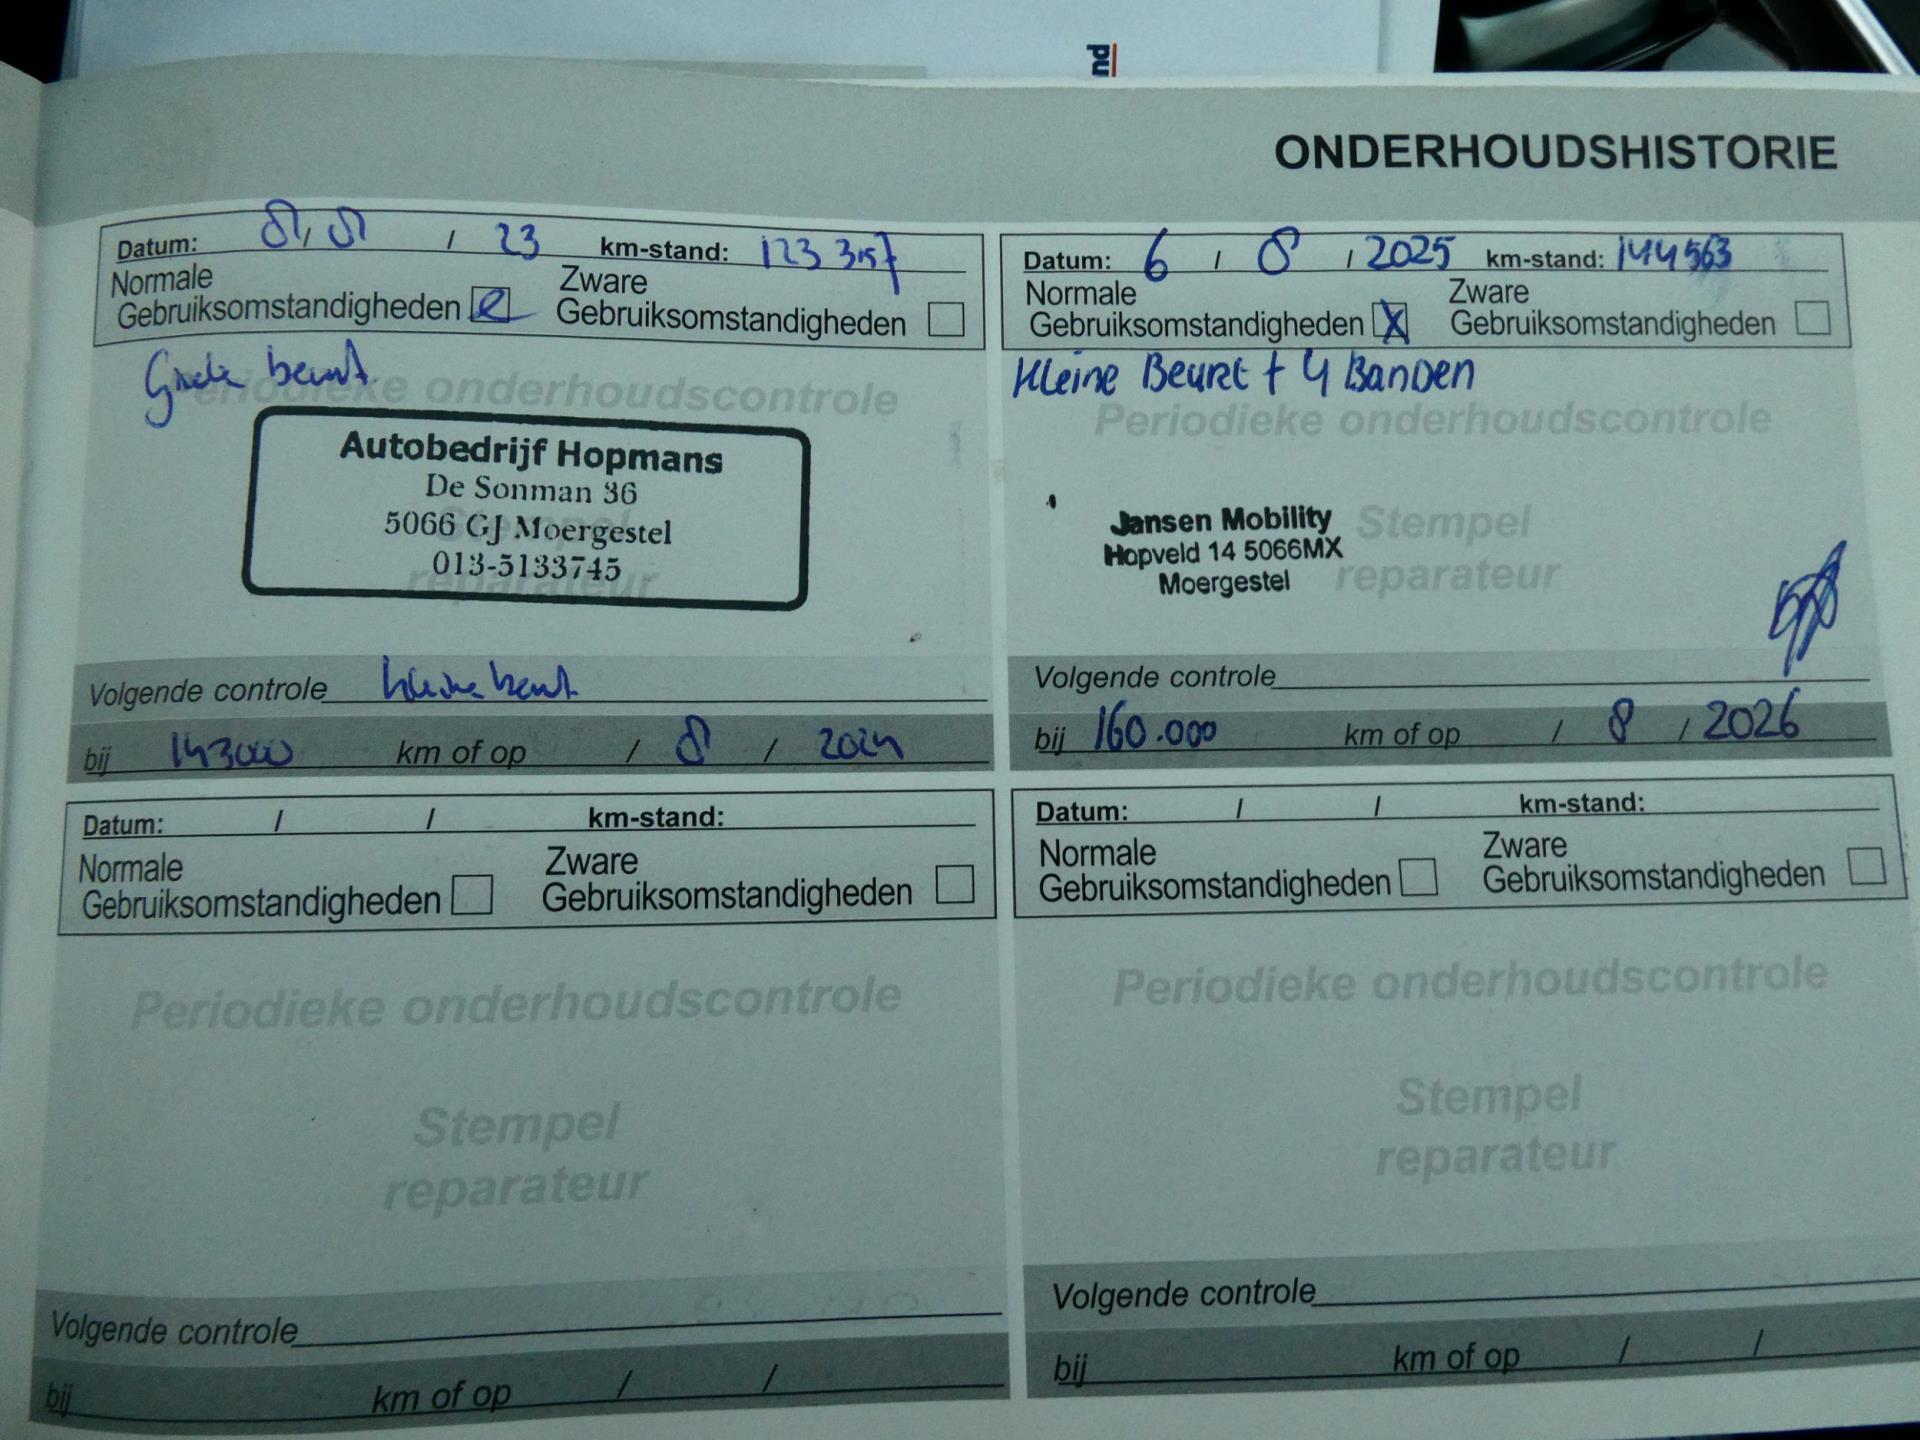 pu
ONDERHOUDSHISTORIE
Datum: 8 / 8 / 23 km-stand: 123 357
Normale
Gebruiksomstandigheden
Zware
Gebruiksomstandigheden
Grote beurt
Periodieke onderhoudscontrole
Autobedrijf Hopmans
De Sonman 36
5066 GJ Moergestel
013-5133745
Stempel
reparateur
Volgende controle kleine beurt
bij 143000 km of op / 8 / 2024
Datum: 6 / 8 / 2025 km-stand: 144563
Normale
Gebruiksomstandigheden X
Zware
Gebruiksomstandigheden
Kleine Beurt + 4 Banden
Periodieke onderhoudscontrole
Jansen Mobility
Hopveld 14 5066MX
Moergestel
Stempel
reparateur
Volgende controle
bij 160.000 km of op / 8 / 2026
Datum: / / km-stand:
Normale
Gebruiksomstandigheden
Zware
Gebruiksomstandigheden
Periodieke onderhoudscontrole
Stempel
reparateur
Volgende controle
bij km of op / /
Datum: / / km-stand:
Normale
Gebruiksomstandigheden
Zware
Gebruiksomstandigheden
Periodieke onderhoudscontrole
Stempel
reparateur
Volgende controle
bij km of op / /